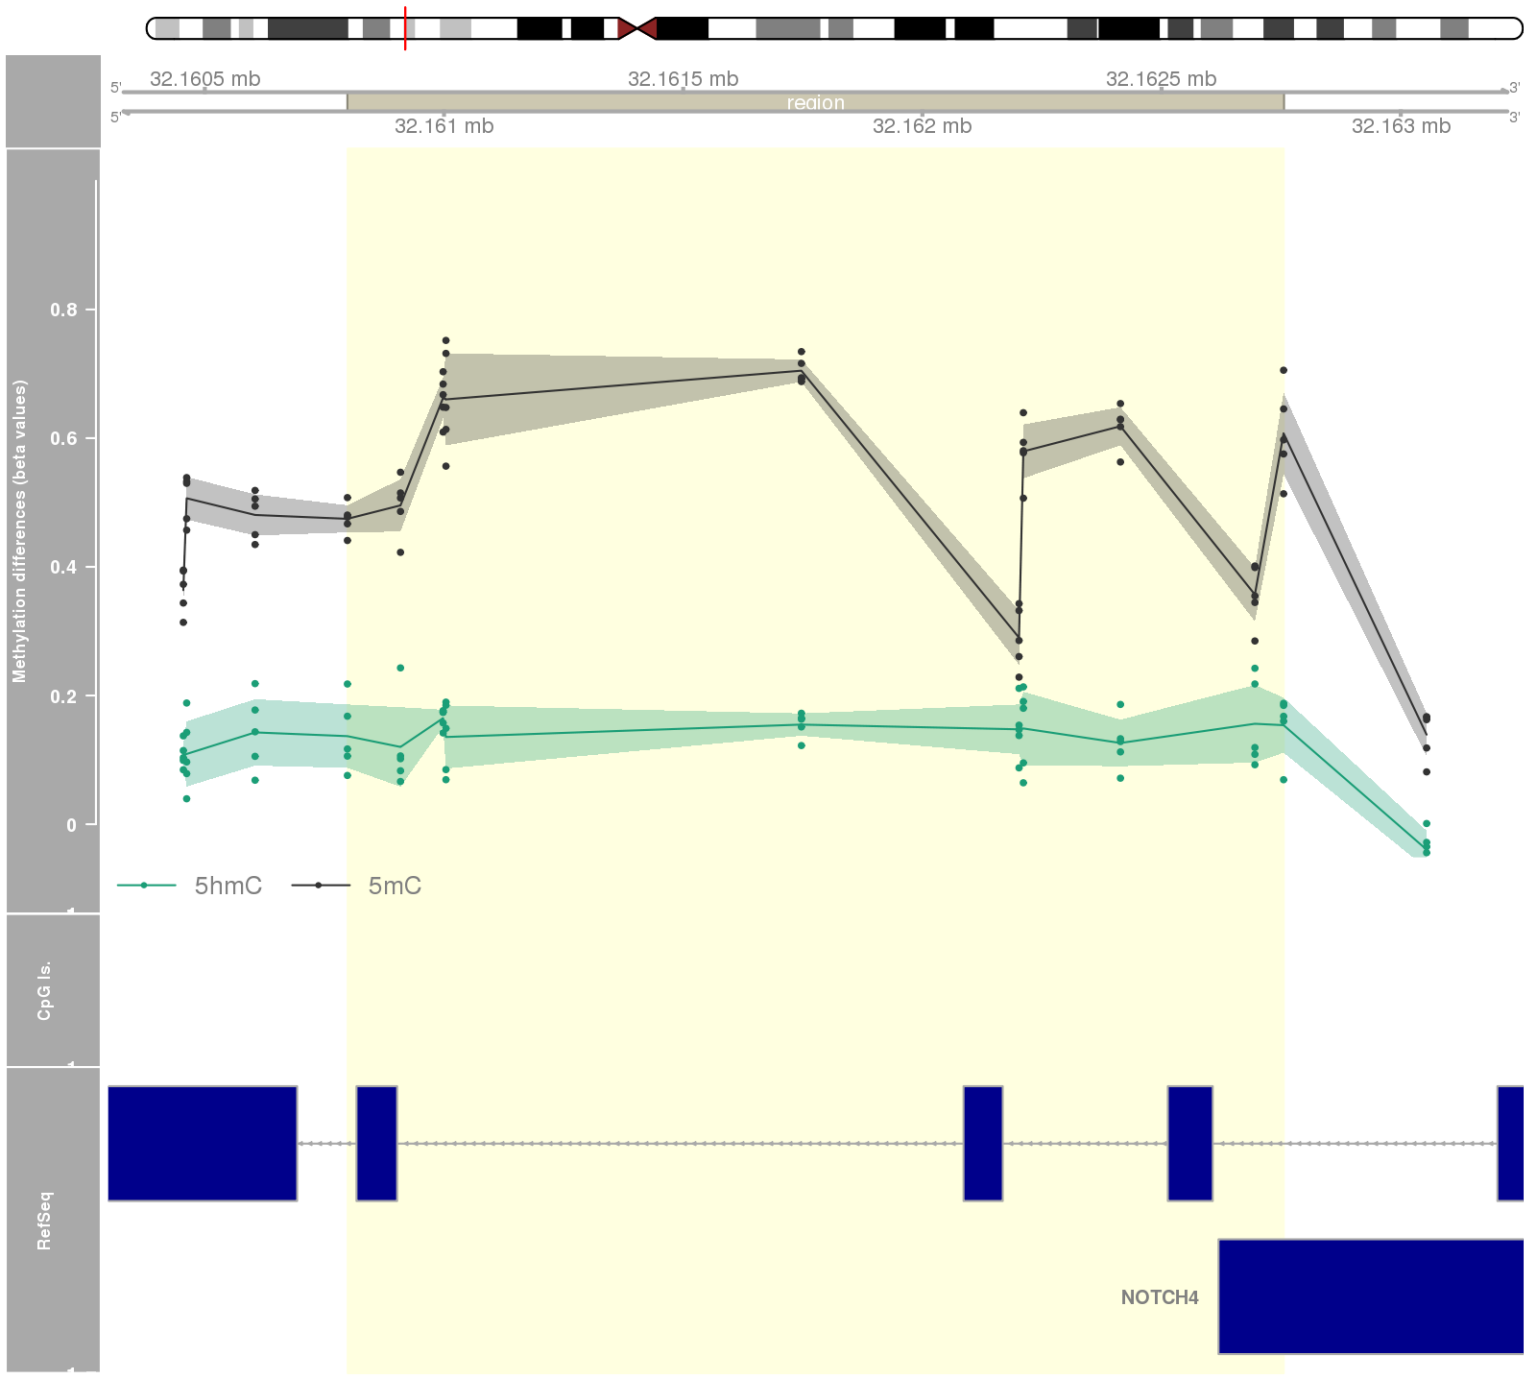 32.1605 mb
32.1615 mb
32.1625 mb
5'
3'
region
5'
3'
32.161 mb
32.162 mb
32.163 mb
Methylation differences (beta values)
0.8
0.6
0.4
0.2
0
5hmC
5mC
CpG Is.
RefSeq
NOTCH4